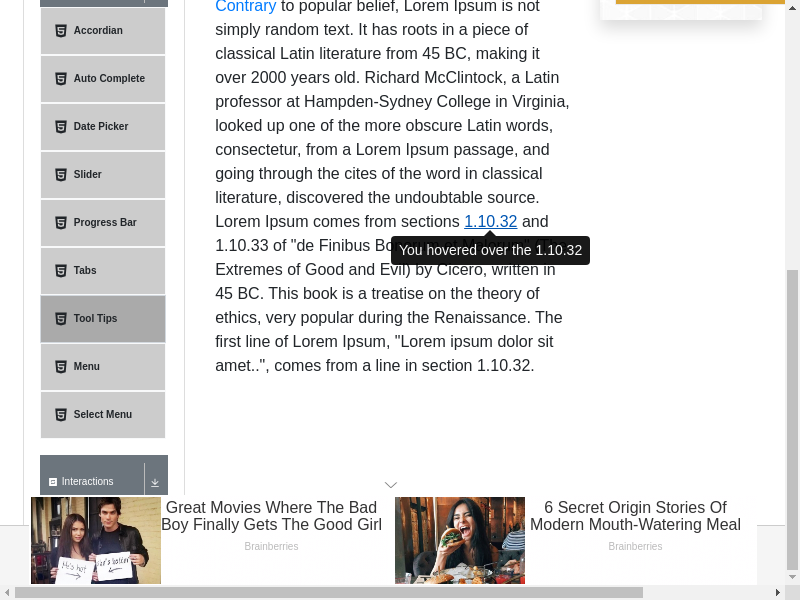 Contrary to popular belief, Lorem Ipsum is not
simply random text. It has roots in a piece of
classical Latin literature from 45 BC, making it
over 2000 years old. Richard McClintock, a Latin
professor at Hampden-Sydney College in Virginia,
looked up one of the more obscure Latin words,
consectetur, from a Lorem Ipsum passage, and
going through the cites of the word in classical
literature, discovered the undoubtable source.
Lorem Ipsum comes from sections 1.10.32 and
1.10.33 of "de Finibus Bonorum et Malorum" (The
You hovered over the 1.10.32
Extremes of Good and Evil) by Cicero, written in
45 BC. This book is a treatise on the theory of
ethics, very popular during the Renaissance. The
first line of Lorem Ipsum, "Lorem ipsum dolor sit
amet..", comes from a line in section 1.10.32.
Accordian
Auto Complete
Date Picker
Slider
Progress Bar
Tabs
Tool Tips
Menu
Select Menu
Interactions
He's hot
Great Movies Where The Bad
Boy Finally Gets The Good Girl
Brainberries
6 Secret Origin Stories Of
Modern Mouth-Watering Meal
Brainberries